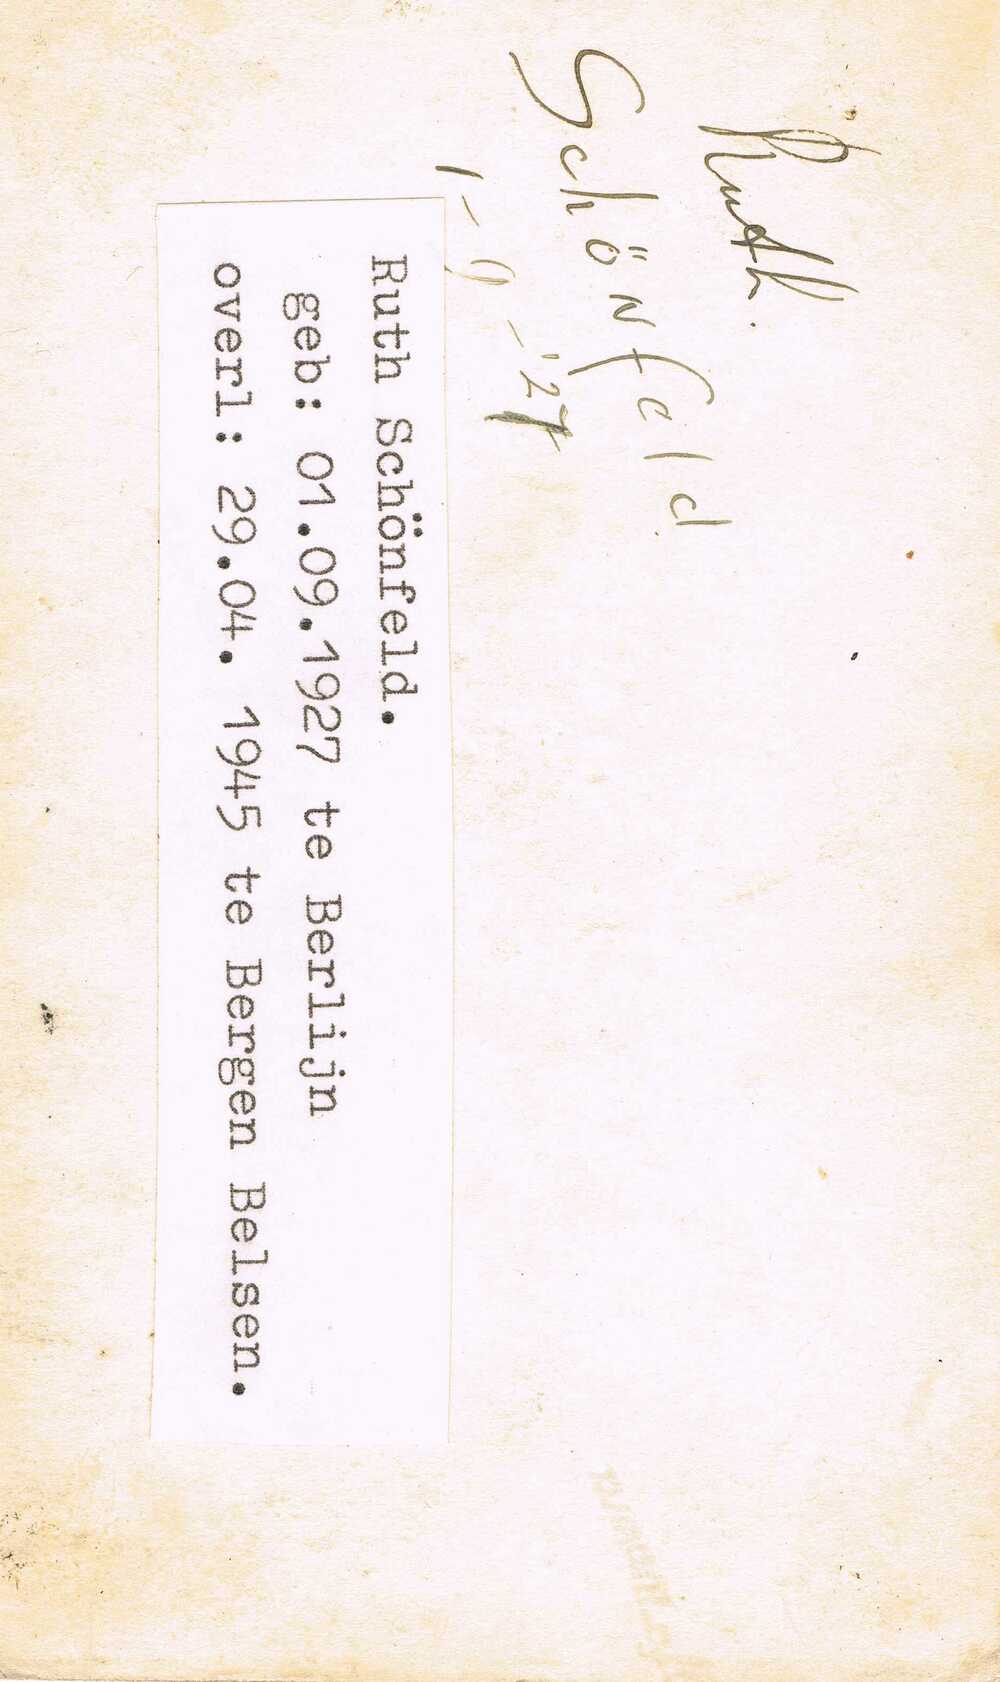 Ruth
Schönfeld
1-9-'27
Ruth Schönfeld.
geb: 01.09.1927 te Berlijn
overl: 29.04. 1945 te Bergen Belsen.